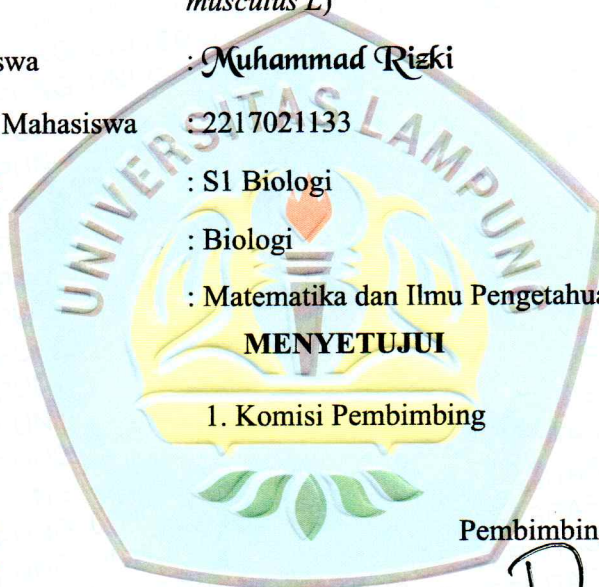 musculus L)
swa : Muhammad Rizki
Mahasiswa : 2217021133
: S1 Biologi
: Biologi
: Matematika dan Ilmu Pengetahua
MENYETUJUI
1. Komisi Pembimbing
Pembimbin
UNIVERSITAS LAMPUNG